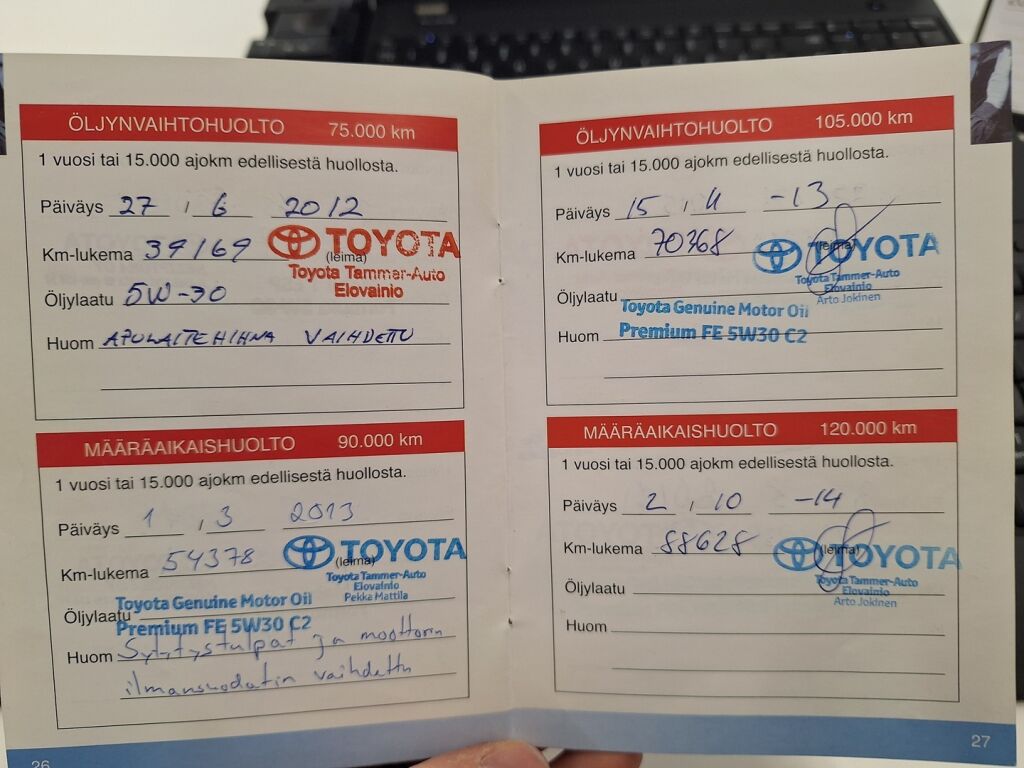 ÖLJYNVAIHTOHUOLTO 75.000 km
1 vuosi tai 15.000 ajokm edellisestä huollosta.
Päiväys 27 / 6 2012
Km-lukema 39169 (leima) TOYOTA
Toyota Tammer-Auto
Elovainio
Öljylaatu 5W-30
Huom APULAITEHIHNA VAIHDETTU
MÄÄRÄAIKAISHUOLTO 90.000 km
1 vuosi tai 15.000 ajokm edellisestä huollosta.
Päiväys 1 / 3 2013
Km-lukema 54378 (leima) TOYOTA
Toyota Tammer-Auto
Elovainio
Pekka Mattila
Öljylaatu Toyota Genuine Motor Oil
Premium FE 5W30 C2
Huom Sytytystulpat ja moottorin
ilmansuodatin vaihdettu
26
ÖLJYNVAIHTOHUOLTO 105.000 km
1 vuosi tai 15.000 ajokm edellisestä huollosta.
Päiväys 15 / 11 -13
Km-lukema 70768 (leima) TOYOTA
Toyota Tammer-Auto
Elovainio
Arto Jokinen
Öljylaatu Toyota Genuine Motor Oil
Huom Premium FE 5W30 C2
MÄÄRÄAIKAISHUOLTO 120.000 km
1 vuosi tai 15.000 ajokm edellisestä huollosta.
Päiväys 2 / 10 -14
Km-lukema 88628 (leima) TOYOTA
Toyota Tammer-Auto
Elovainio
Arto Jokinen
Öljylaatu
Huom
27